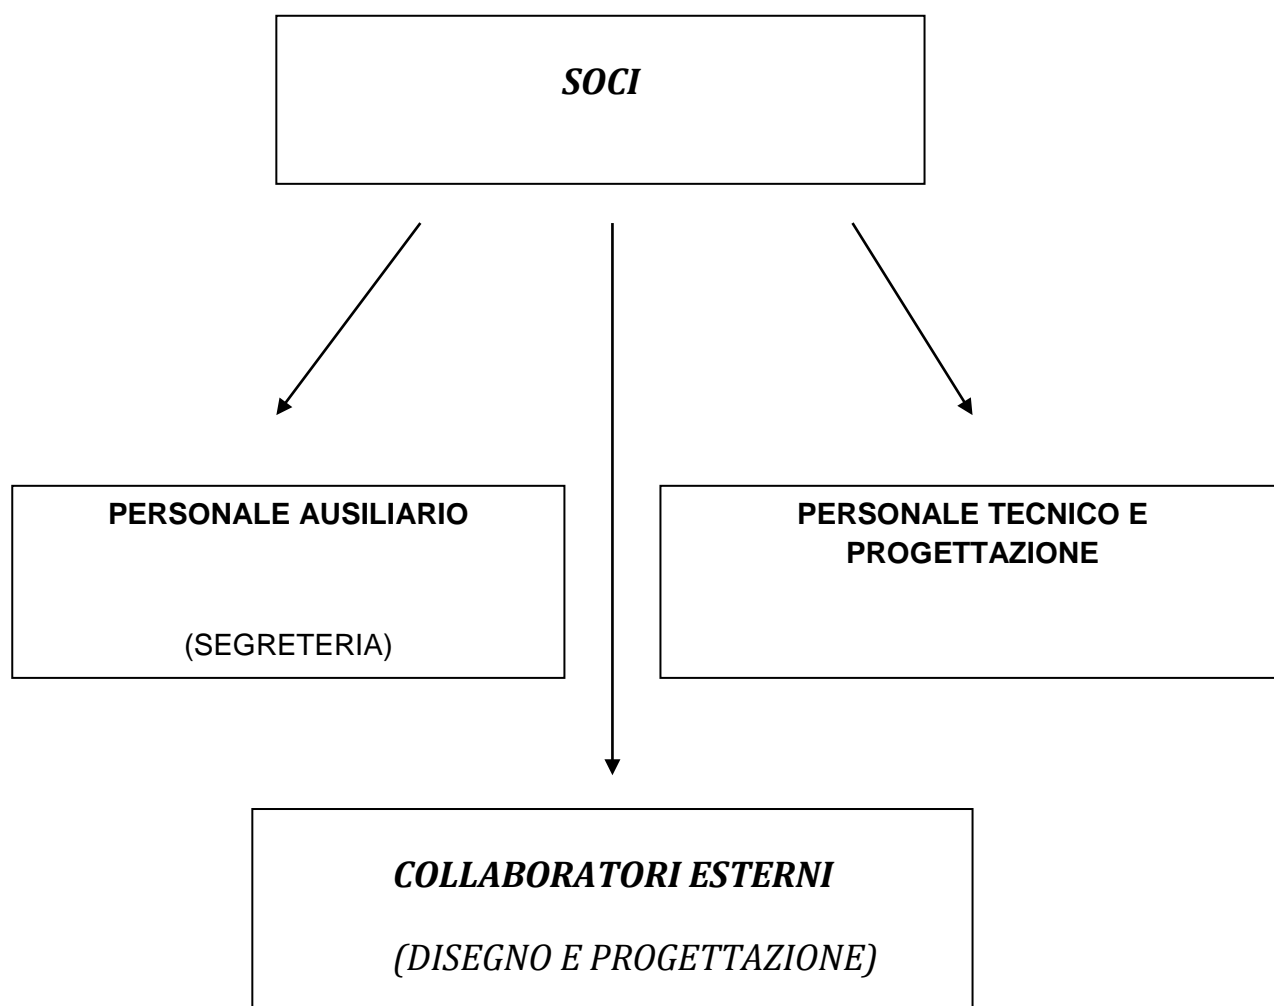 SOCI
PERSONALE AUSILIARIO
(SEGRETERIA)
PERSONALE TECNICO E
PROGETTAZIONE
COLLABORATORI ESTERNI
(DISEGNO E PROGETTAZIONE)